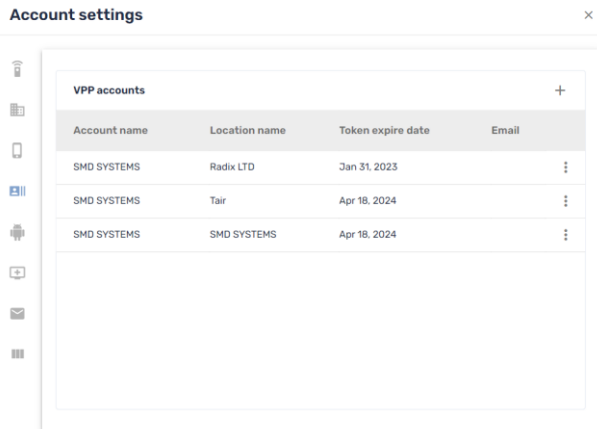 Account settings
VPP accounts
Account name Location name Token expire date Email
SMD SYSTEMS Radix LTD Jan 31, 2023
SMD SYSTEMS Tair Apr 18, 2024
SMD SYSTEMS SMD SYSTEMS Apr 18, 2024